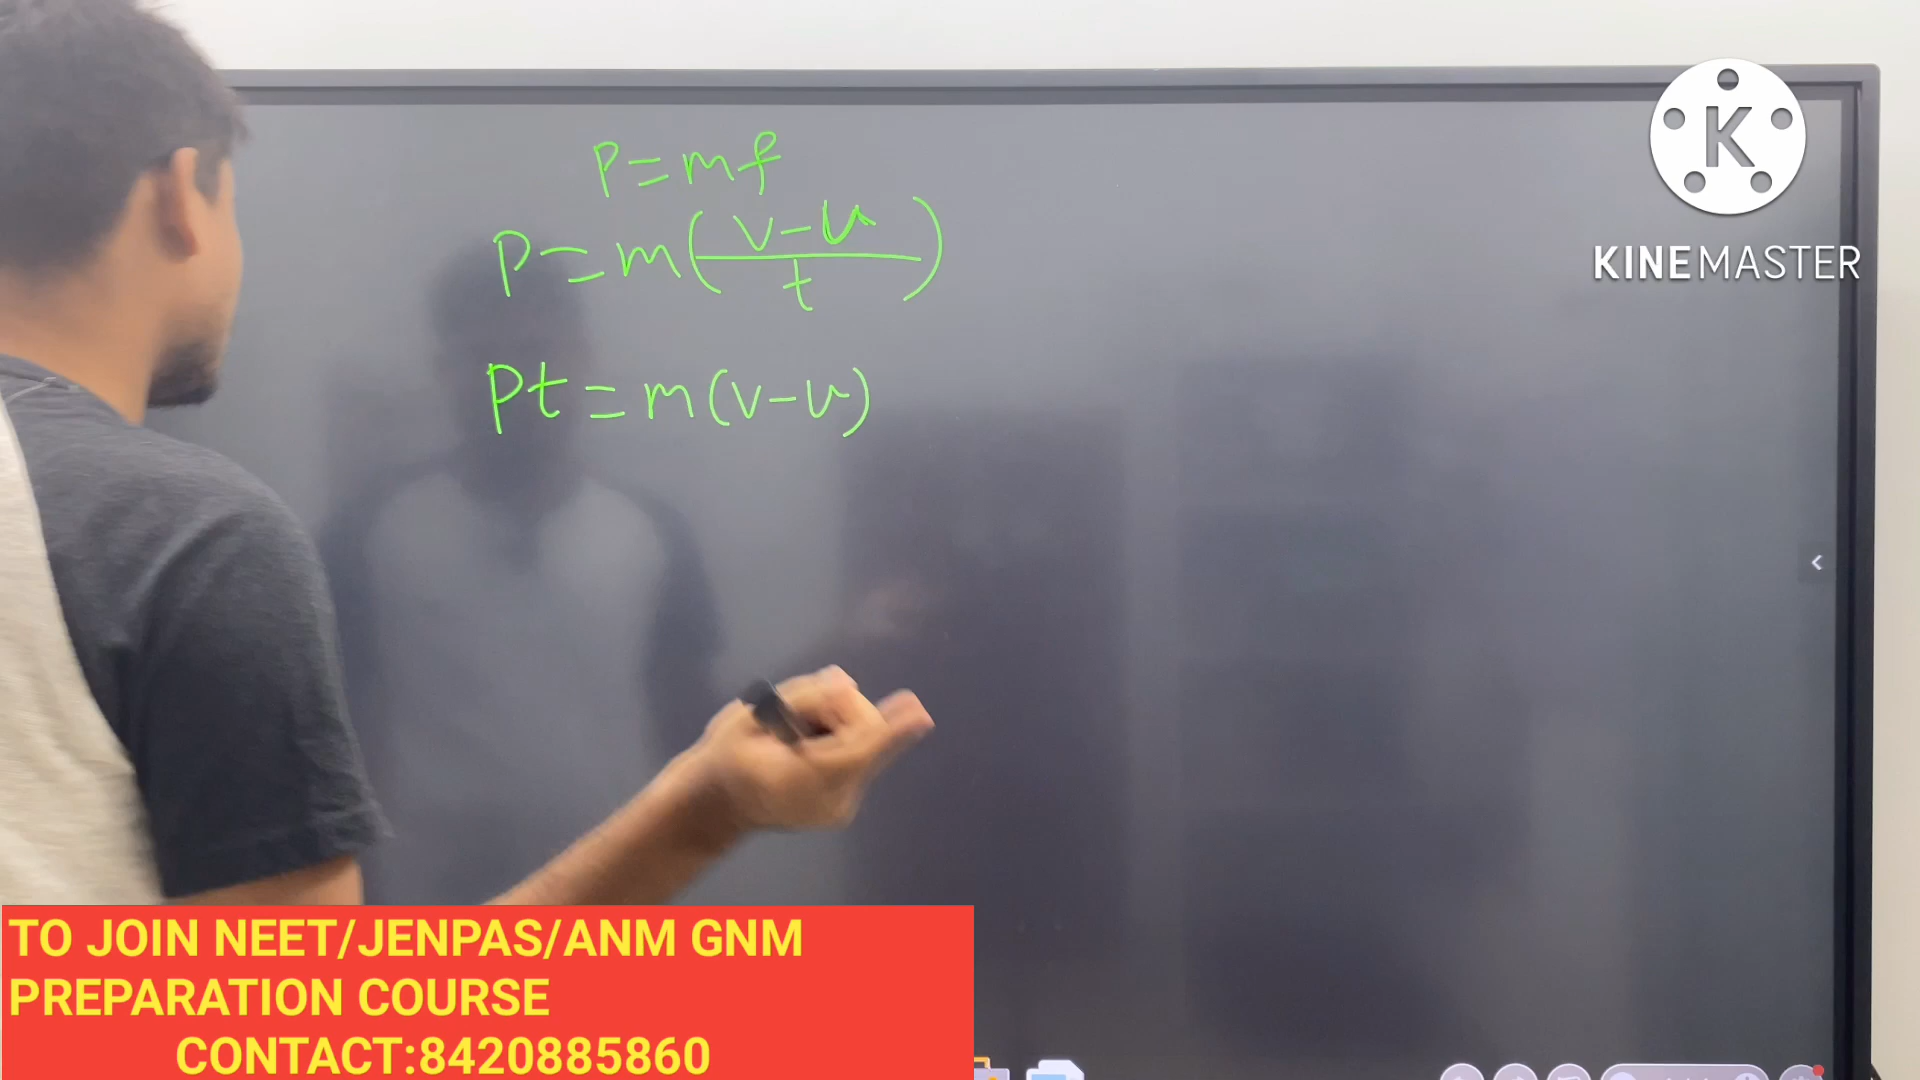 P = mf
P = m(v-u/t)
Pt = m(v-u)
K
KINEMASTER
TO JOIN NEET/JENPAS/ANM GNM
PREPARATION COURSE
CONTACT:8420885860